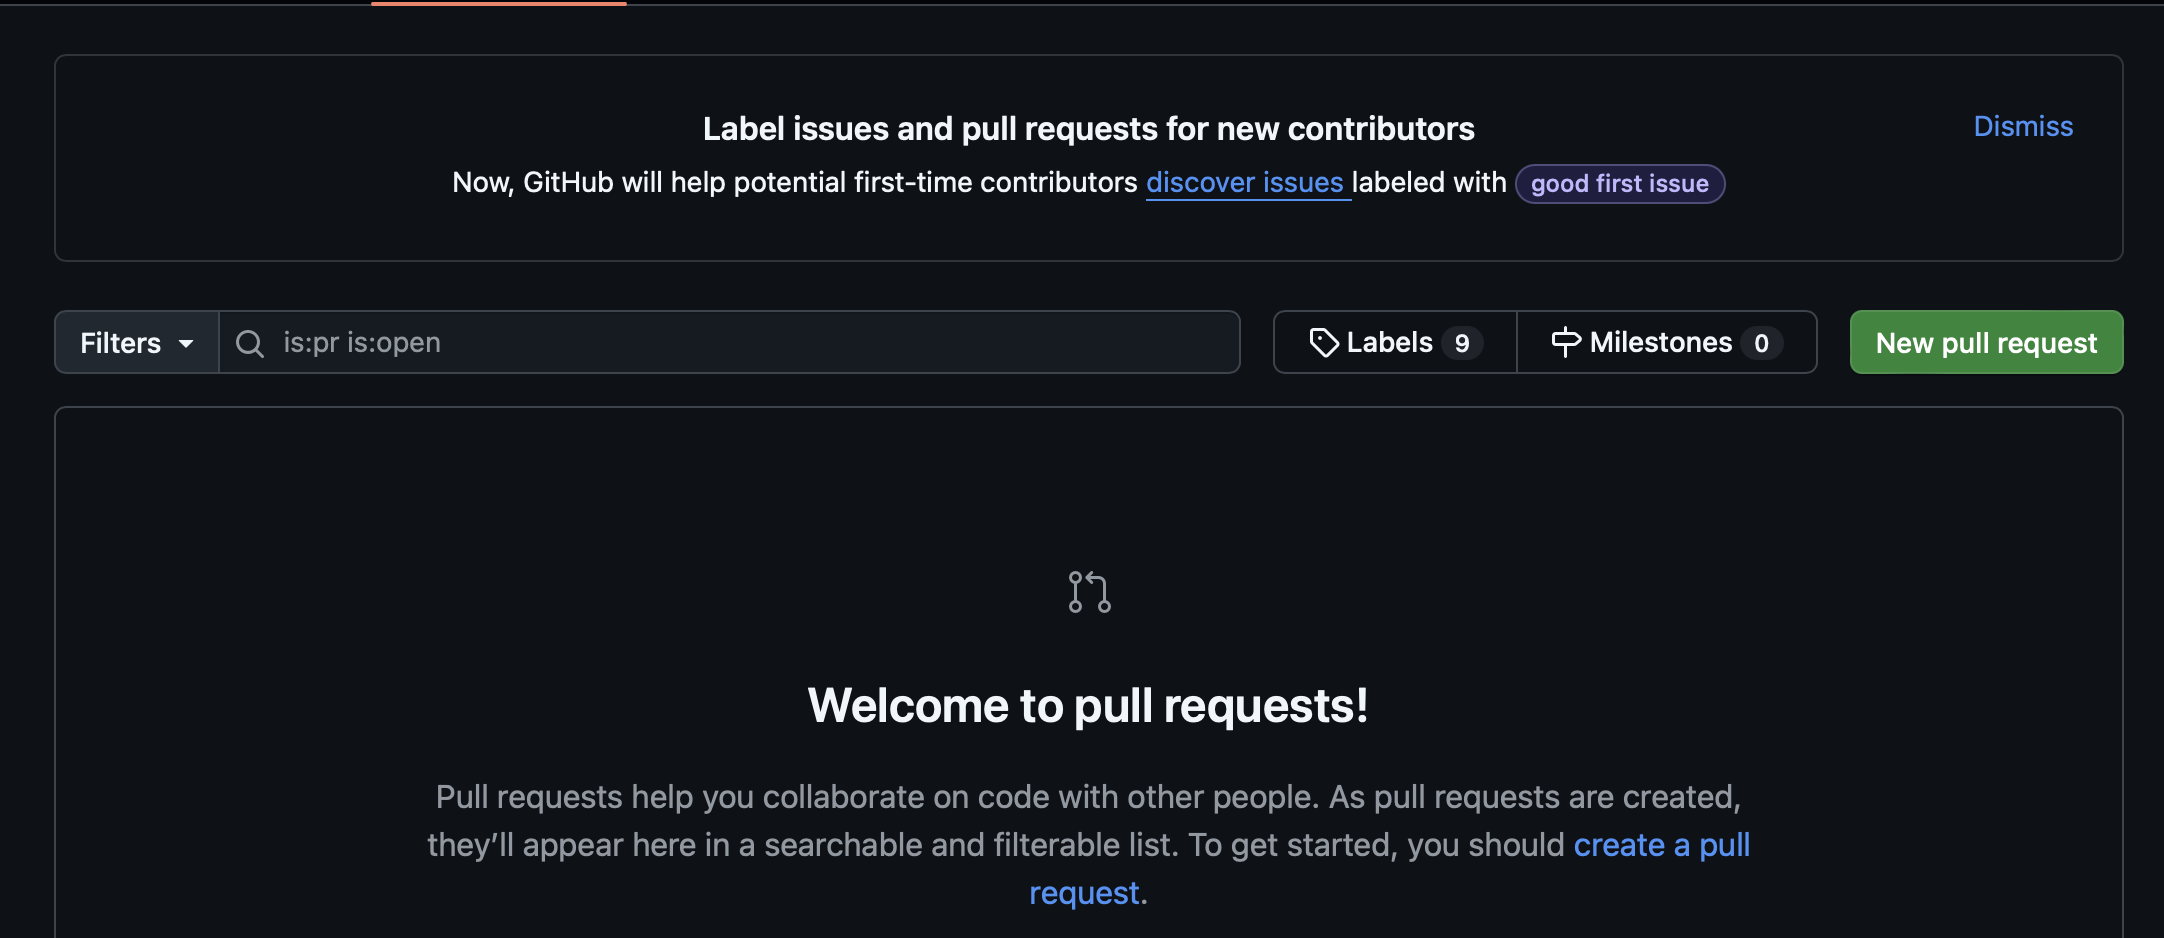 Label issues and pull requests for new contributors
Dismiss
Now, GitHub will help potential first-time contributors discover issues labeled with good first issue
Filters
is:pr is:open
Labels 9
Milestones 0
New pull request
Welcome to pull requests!
Pull requests help you collaborate on code with other people. As pull requests are created,
they’ll appear here in a searchable and filterable list. To get started, you should create a pull
request.